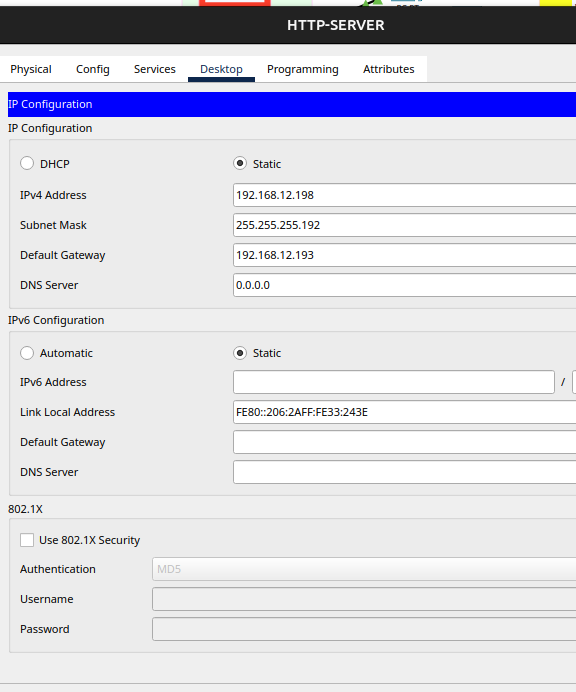 HTTP-SERVER
Physical Config Services Desktop Programming Attributes
IP Configuration
IP Configuration
DHCP Static
IPv4 Address 192.168.12.198
Subnet Mask 255.255.255.192
Default Gateway 192.168.12.193
DNS Server 0.0.0.0
IPv6 Configuration
Automatic Static
IPv6 Address /
Link Local Address FE80::206:2AFF:FE33:243E
Default Gateway
DNS Server
802.1X
Use 802.1X Security
Authentication MD5
Username
Password